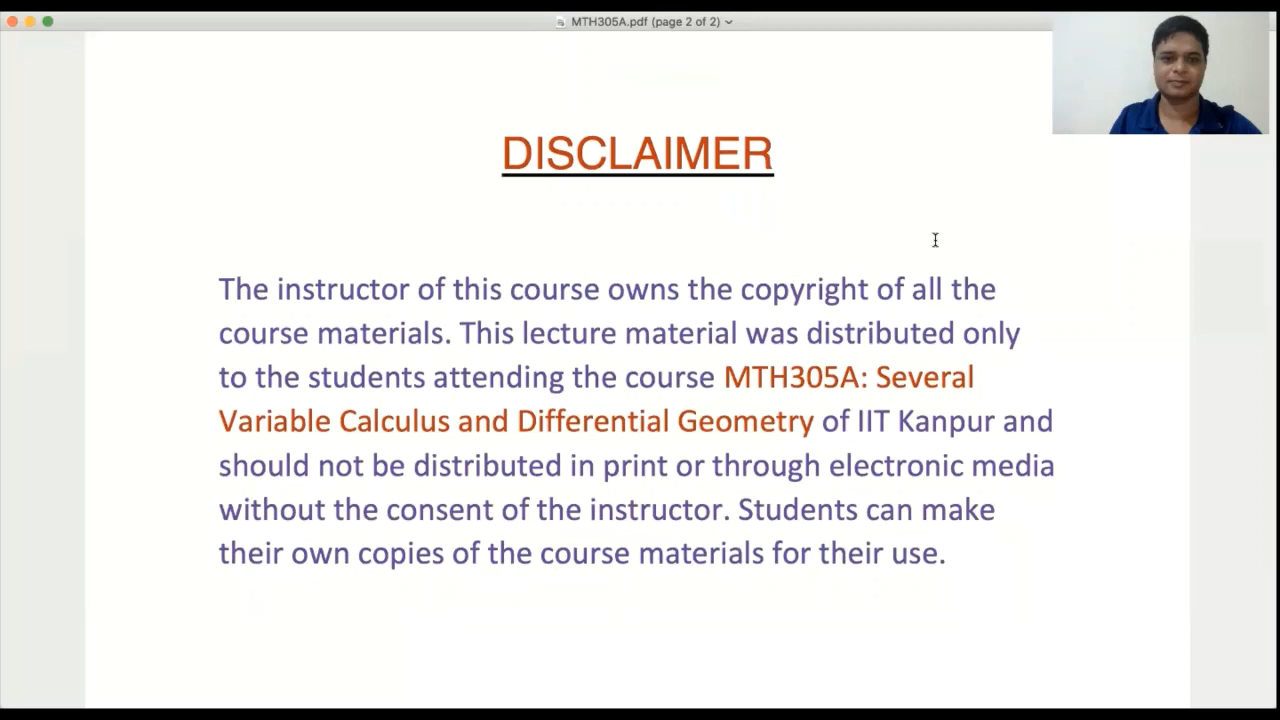 MTH305A.pdf (page 2 of 2)
DISCLAIMER
The instructor of this course owns the copyright of all the
course materials. This lecture material was distributed only
to the students attending the course MTH305A: Several
Variable Calculus and Differential Geometry of IIT Kanpur and
should not be distributed in print or through electronic media
without the consent of the instructor. Students can make
their own copies of the course materials for their use.